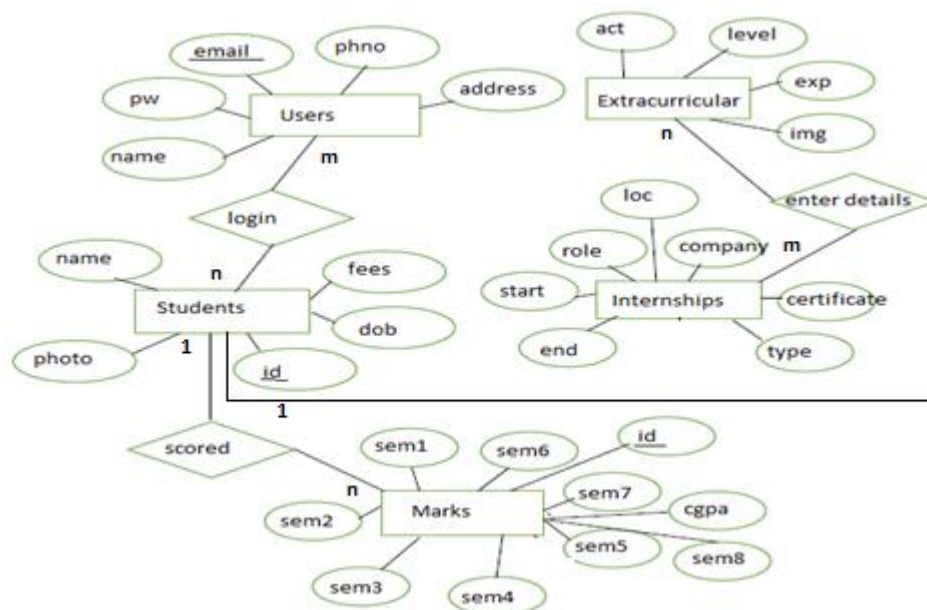 act
level
email
phno
exp
pw
Users
address
Extracurricular
name
n
img
m
loc
enter details
login
role
company
m
name
n
fees
start
Internships
certificate
Students
dob
end
type
photo
1
id
1
scored
sem1
sem6
id
n
sem7
cgpa
sem2
Marks
sem5
sem8
sem3
sem4